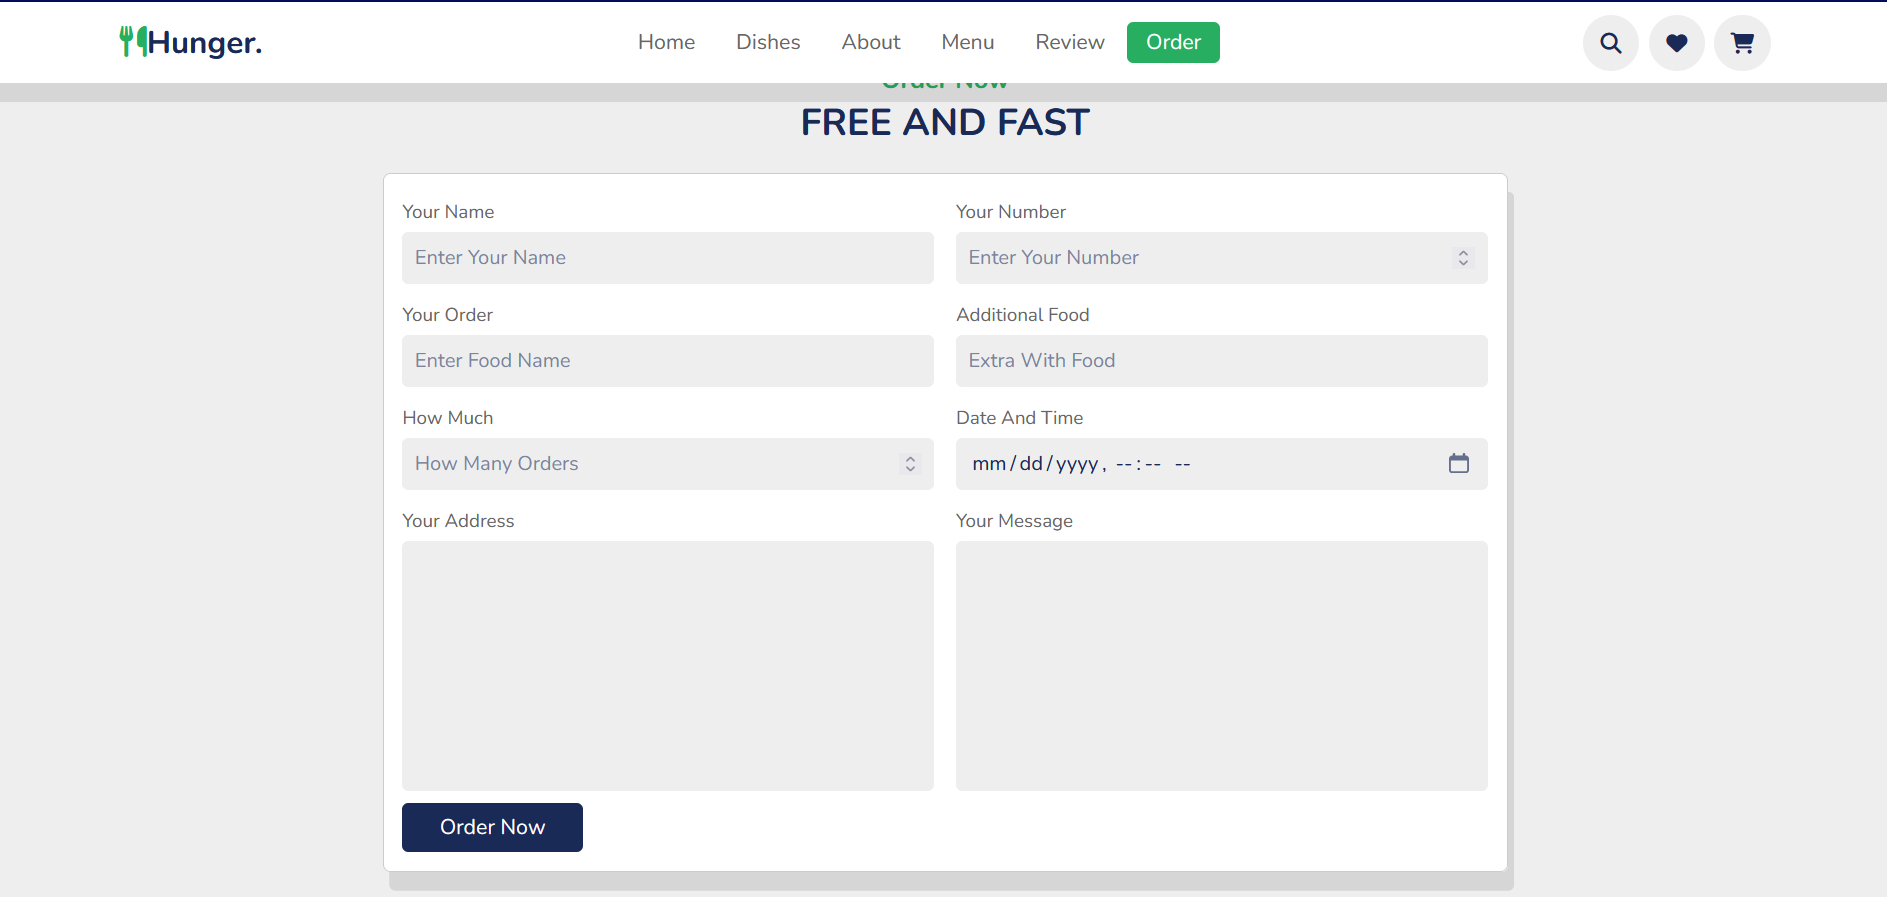 Hunger.
Home Dishes About Menu Review Order
Order Now
FREE AND FAST
Your Name Your Number
Enter Your Name Enter Your Number
Your Order Additional Food
Enter Food Name Extra With Food
How Much Date And Time
How Many Orders mm/dd/yyyy, --:-- --
Your Address Your Message
Order Now